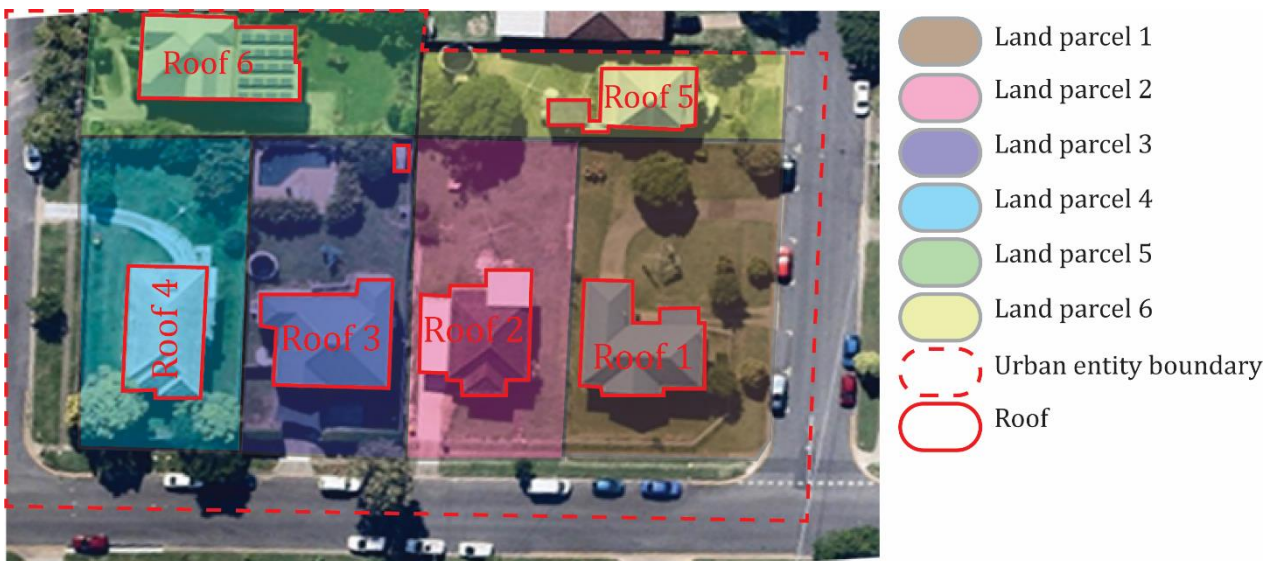 Roof 6
Roof 5
Roof 4
Roof 3
Roof 2
Roof 1
Land parcel 1
Land parcel 2
Land parcel 3
Land parcel 4
Land parcel 5
Land parcel 6
Urban entity boundary
Roof